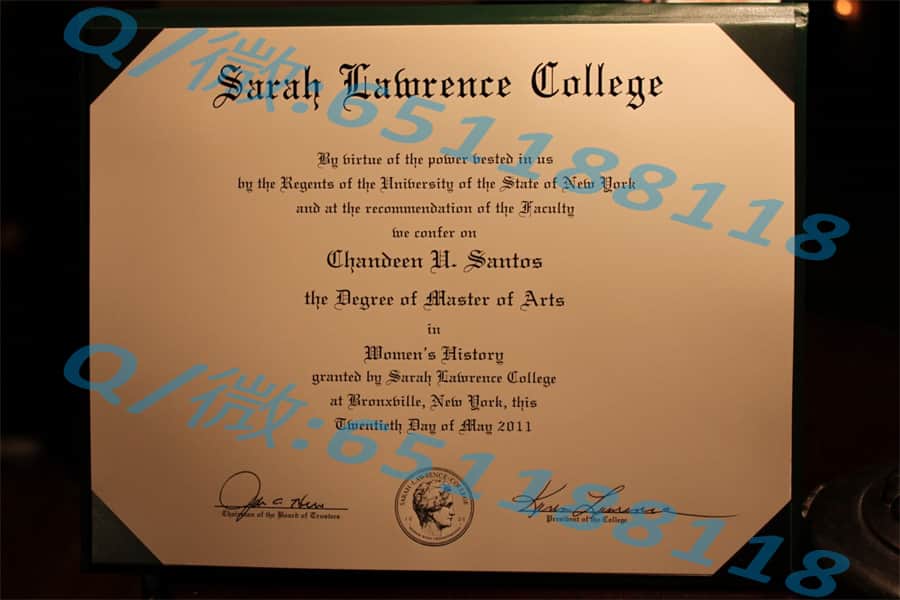 Q/微:651188118
Sarah Lawrence College
By virtue of the power vested in us
by the Regents of the University of the State of New York
and at the recommendation of the Faculty
we confer on
Chandeen U. Santos
the Degree of Master of Arts
in
Women's History
granted by Sarah Lawrence College
at Bronxville, New York, this
Twentieth Day of May 2011
Q/微:651188118
Chairman of the Board of Trustees
SARAH·LAWRENCE·COLLEGE
President of the College